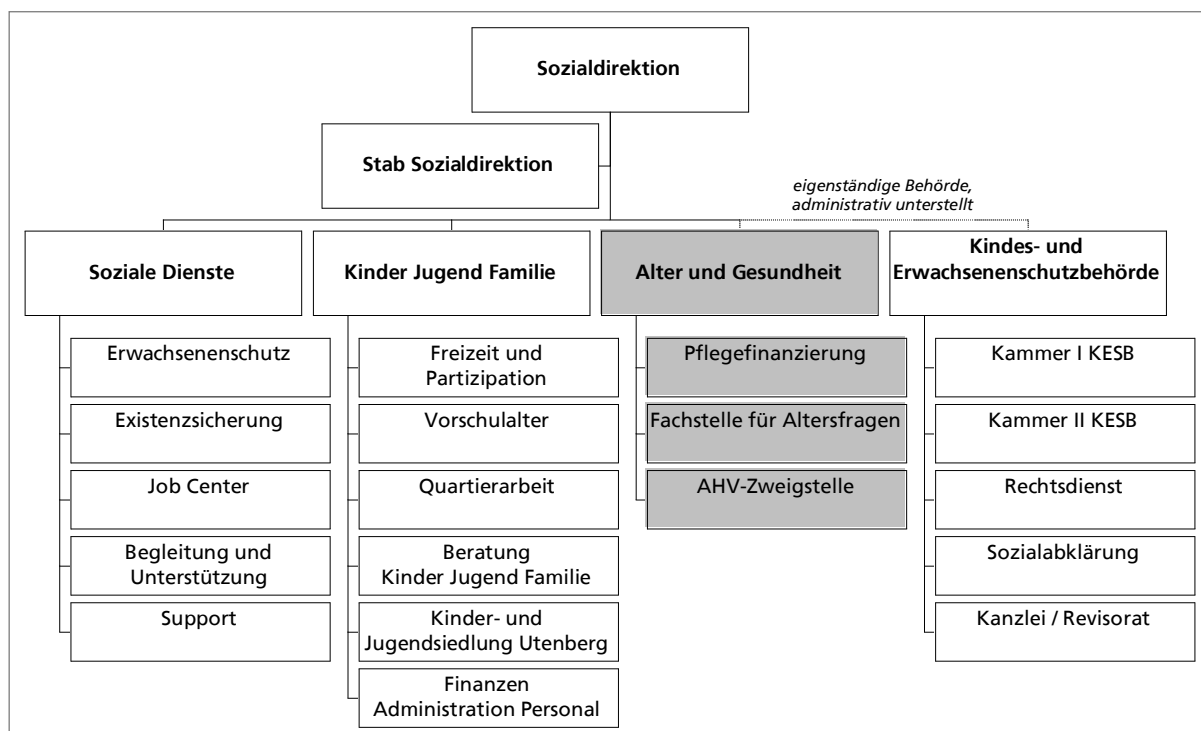 Sozialdirektion
Stab Sozialdirektion
eigenständige Behörde,
administrativ unterstellt
Soziale Dienste
Kinder Jugend Familie
Alter und Gesundheit
Kindes- und
Erwachsenenschutzbehörde
Erwachsenenschutz
Existenzsicherung
Job Center
Begleitung und
Unterstützung
Support
Freizeit und
Partizipation
Vorschulalter
Quartierarbeit
Beratung
Kinder Jugend Familie
Kinder- und
Jugendsiedlung Utenberg
Finanzen
Administration Personal
Pflegefinanzierung
Fachstelle für Altersfragen
AHV-Zweigstelle
Kammer I KESB
Kammer II KESB
Rechtsdienst
Sozialabklärung
Kanzlei / Revisorat